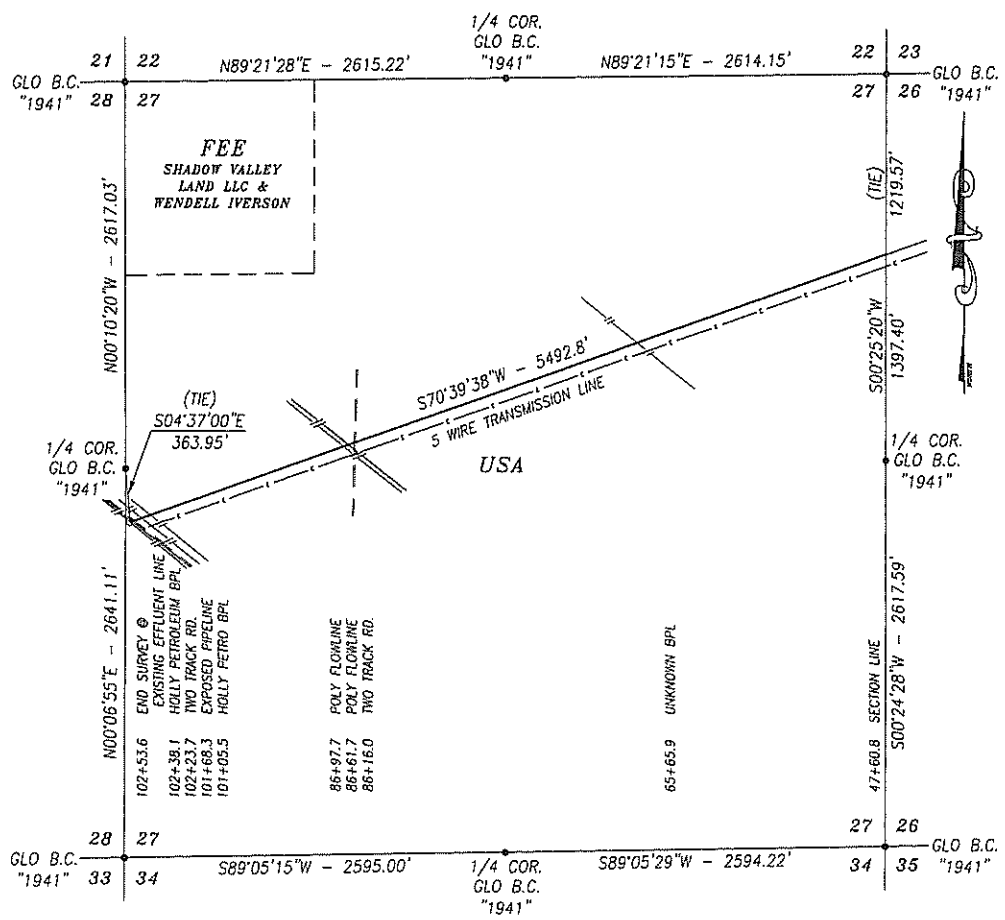 1/4 COR.
GLO B.C.
"1941"
21 22
N89°21'28"E - 2615.22'
N89°21'15"E - 2614.15'
22 23
GLO B.C.
"1941"
28 27
27 26
GLO B.C.
"1941"
FEE
SHADOW VALLEY
LAND LLC &
WENDELL IVERSON
N00°10'20"W - 2617.03'
(TIE)
1219.57'
S00°25'20"W
1397.40'
S70°39'38"W - 5492.8'
5 WIRE TRANSMISSION LINE
USA
(TIE)
S04°37'00"E
363.95'
1/4 COR.
GLO B.C.
"1941"
1/4 COR.
GLO B.C.
"1941"
N00°06'55"E - 2641.11'
102+53.6 END SURVEY @
EXISTING EFFLUENT LINE
102+38.1 HOLLY PETROLEUM BPL
102+23.7 TWO TRACK RD.
101+68.3 EXPOSED PIPELINE
101+05.5 HOLLY PETRO BPL
86+97.7 POLY FLOWLINE
86+61.7 POLY FLOWLINE
86+16.0 TWO TRACK RD.
65+65.9 UNKNOWN BPL
47+60.8 SECTION LINE
S00°24'28"W - 2617.59'
28 27
GLO B.C.
"1941"
33 34
S89°05'15"W - 2595.00'
1/4 COR.
GLO B.C.
"1941"
S89°05'29"W - 2594.22'
27 26
34 35
GLO B.C.
"1941"